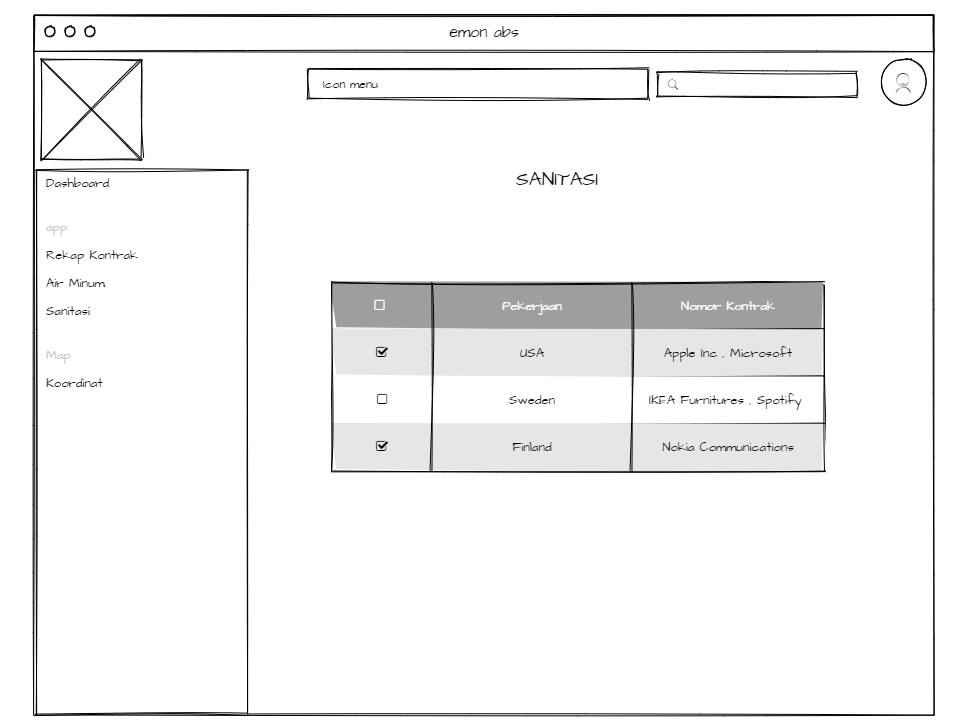 emon abs
Icon menu
Dashboard
SANITASI
app
Rekap Kontrak
Air Minum
Sanitasi
Map
Koordinat
Pekerjaan Nomor Kontrak
USA Apple Inc , Microsoft
Sweden IKEA Furnitures , Spotify
Finland Nokia Communications